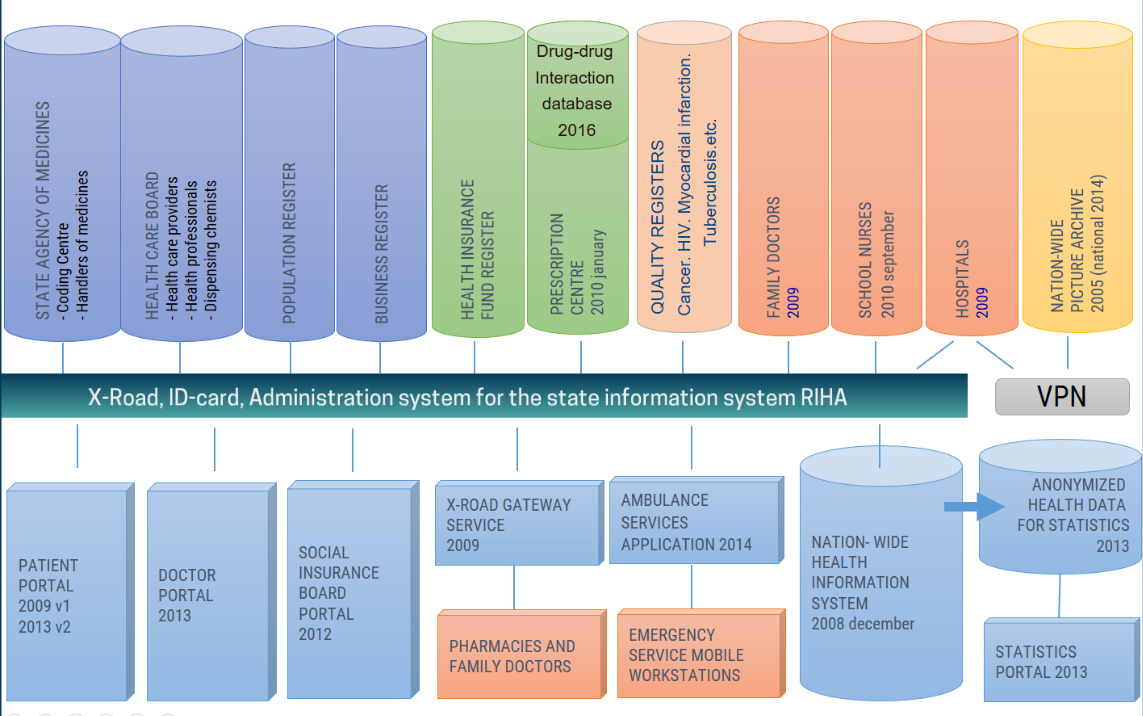 STATE AGENCY OF MEDICINES
- Coding Centre
- Handlers of medicines
HEALTH CARE BOARD
- Health care providers
- Health professionals
- Dispensing chemists
POPULATION REGISTER
BUSINESS REGISTER
HEALTH INSURANCE
FUND REGISTER
Drug-drug
Interaction
database
2016
PRESCRIPTION
CENTRE
2010 january
QUALITY REGISTERS
Cancer. HIV. Myocardial infarction.
Tuberculosis.etc.
FAMILY DOCTORS
2009
SCHOOL NURSES
2010 september
HOSPITALS
2009
NATION-WIDE
PICTURE ARCHIVE
2005 (national 2014)
X-Road, ID-card, Administration system for the state information system RIHA
VPN
PATIENT
PORTAL
2009 v1
2013 v2
DOCTOR
PORTAL
2013
SOCIAL
INSURANCE
BOARD
PORTAL
2012
X-ROAD GATEWAY
SERVICE
2009
PHARMACIES AND
FAMILY DOCTORS
AMBULANCE
SERVICES
APPLICATION 2014
EMERGENCY
SERVICE MOBILE
WORKSTATIONS
NATION- WIDE
HEALTH
INFORMATION
SYSTEM
2008 december
ANONYMIZED
HEALTH DATA
FOR STATISTICS
2013
STATISTICS
PORTAL 2013